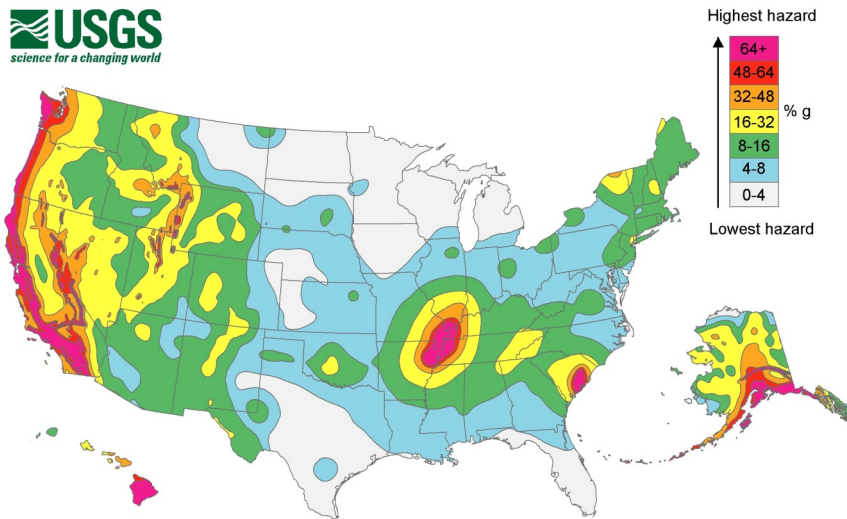 USGS
science for a changing world
Highest hazard
64+
48-64
32-48
16-32
8-16
4-8
0-4
% g
Lowest hazard